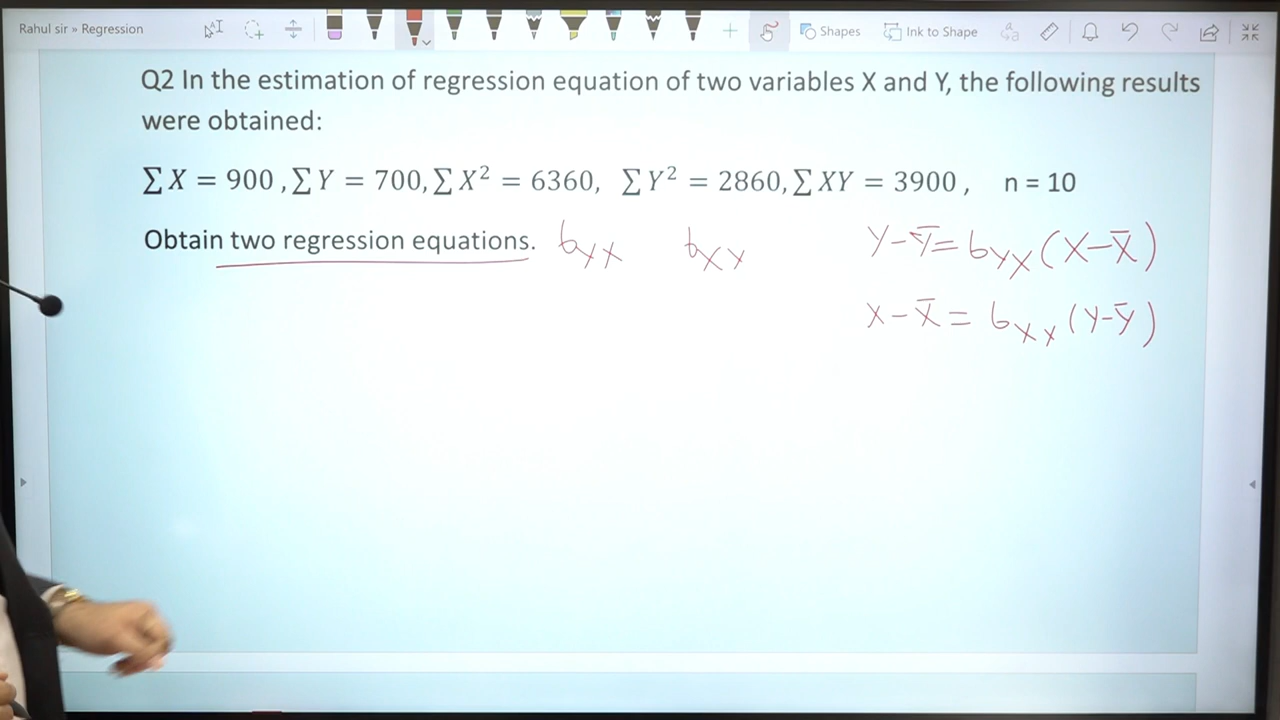 Rahul sir » Regression
Shapes
Ink to Shape
Q2 In the estimation of regression equation of two variables X and Y, the following results
were obtained:
∑ X = 900 , ∑ Y = 700, ∑ X² = 6360, ∑ Y² = 2860, ∑ XY = 3900 , n = 10
Obtain two regression equations. bYX bXY
Y - Ȳ = bYX (X - X̄)
X - X̄ = bXY (Y - Ȳ)